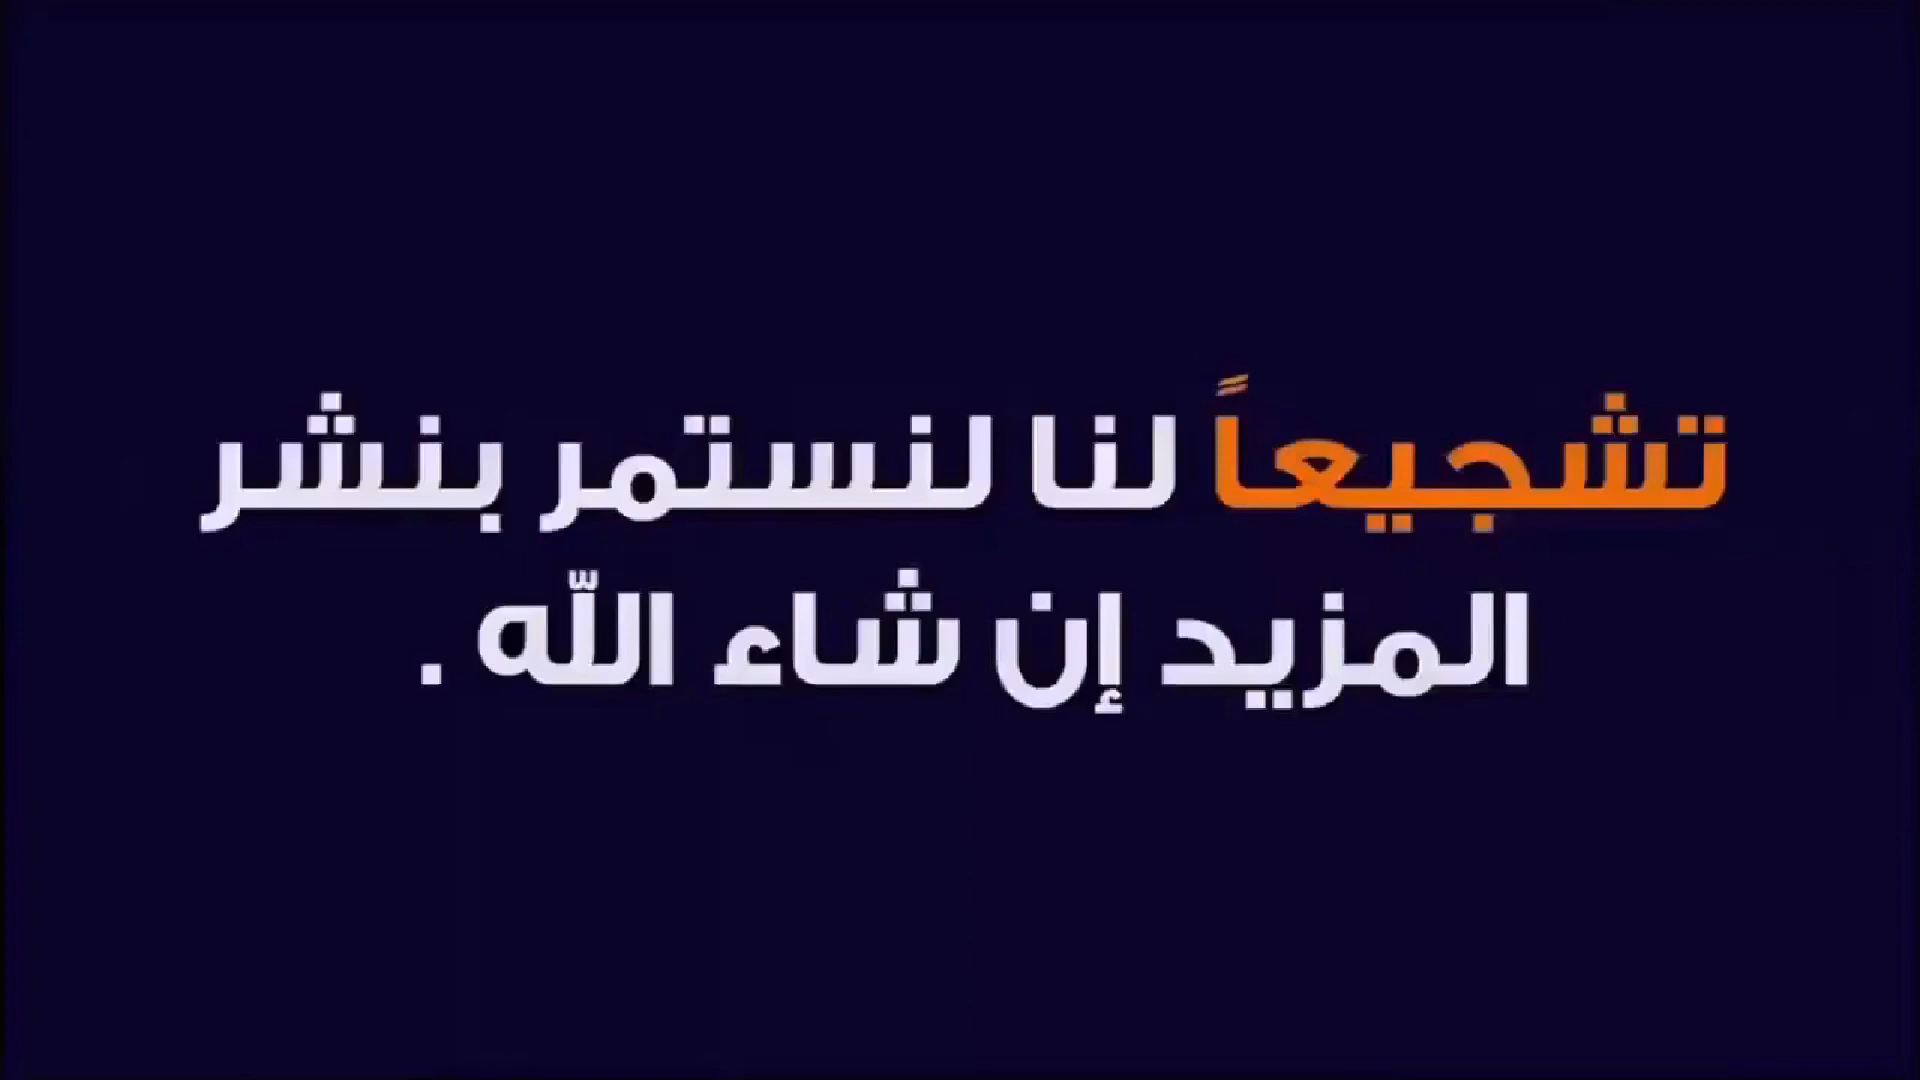 تشجيعاً لنا لنستمر بنشر
المزيد إن شاء اللّه .